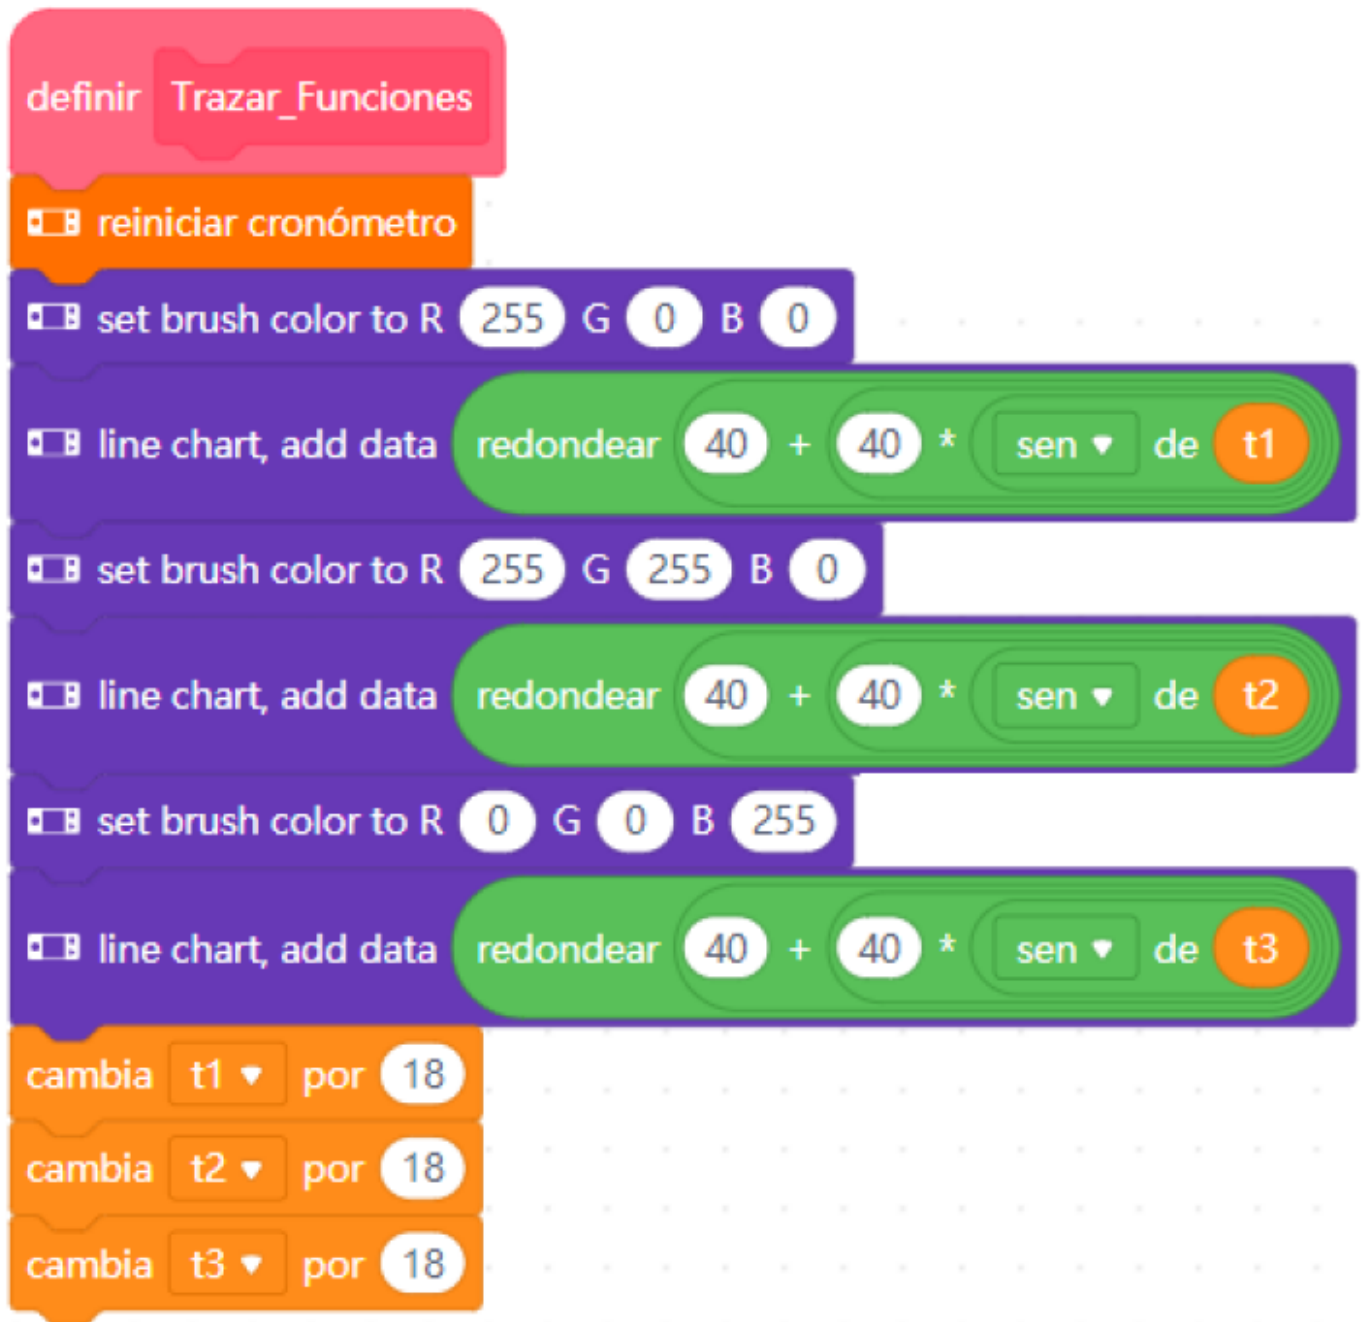 definir Trazar_Funciones
reiniciar cronómetro
set brush color to R 255 G 0 B 0
line chart, add data redondear 40 + 40 * sen de t1
set brush color to R 255 G 255 B 0
line chart, add data redondear 40 + 40 * sen de t2
set brush color to R 0 G 0 B 255
line chart, add data redondear 40 + 40 * sen de t3
cambia t1 por 18
cambia t2 por 18
cambia t3 por 18